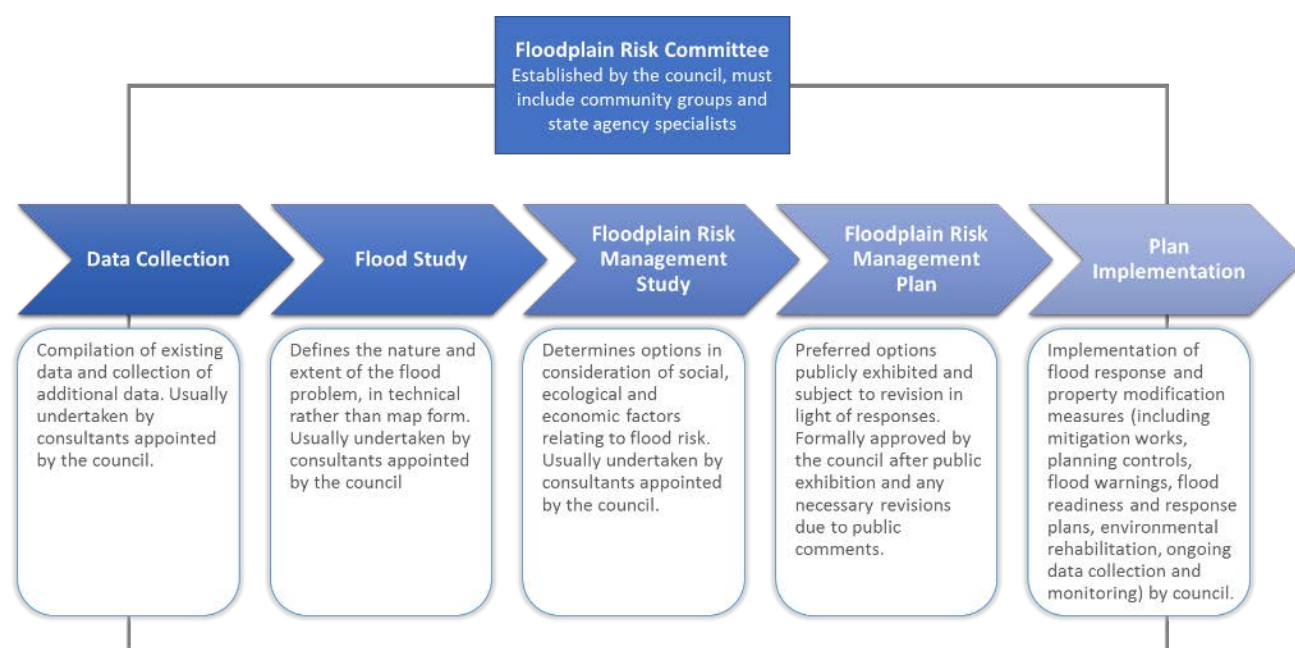 Floodplain Risk Committee
Established by the council, must
include community groups and
state agency specialists
Data Collection
Flood Study
Floodplain Risk
Management
Study
Floodplain Risk
Management
Plan
Plan
Implementation
Compilation of existing
data and collection of
additional data. Usually
undertaken by
consultants appointed
by the council.
Defines the nature and
extent of the flood
problem, in technical
rather than map form.
Usually undertaken by
consultants appointed
by the council
Determines options in
consideration of social,
ecological and
economic factors
relating to flood risk.
Usually undertaken by
consultants appointed
by the council.
Preferred options
publicly exhibited and
subject to revision in
light of responses.
Formally approved by
the council after public
exhibition and any
necessary revisions
due to public
comments.
Implementation of
flood response and
property modification
measures (including
mitigation works,
planning controls,
flood warnings, flood
readiness and response
plans, environmental
rehabilitation, ongoing
data collection and
monitoring) by council.